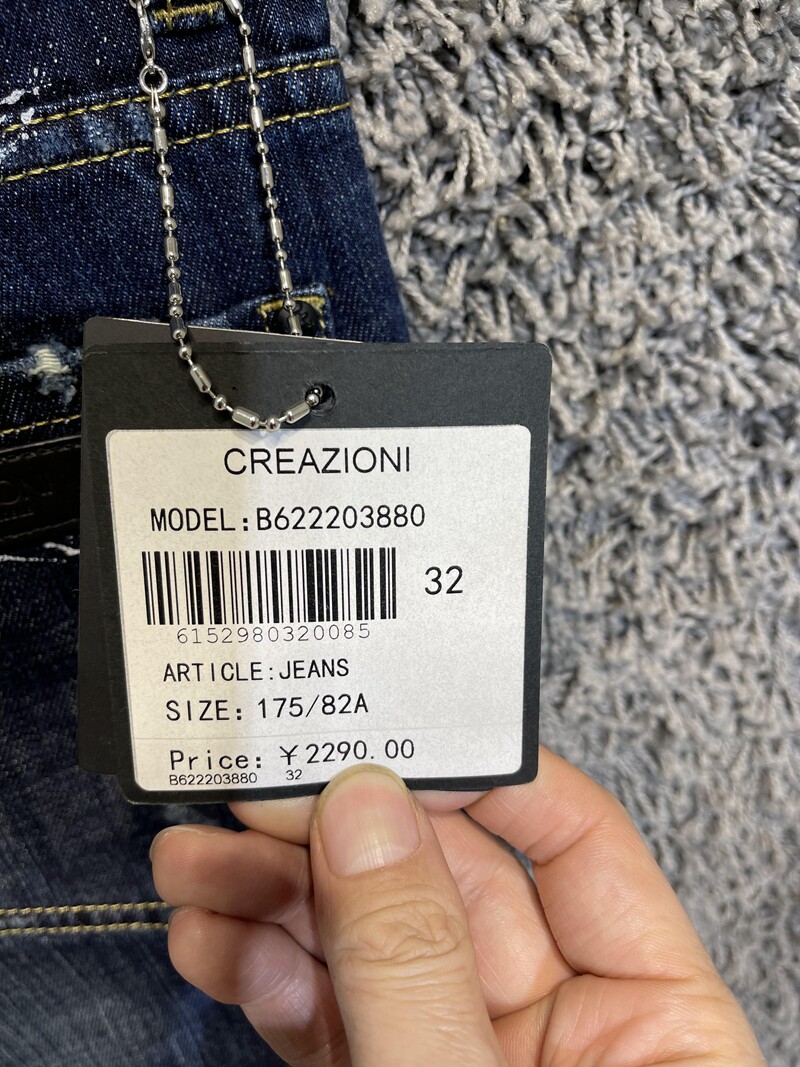 CREAZIONI
MODEL:B622203880
32
6152980320085
ARTICLE:JEANS
SIZE: 175/82A
Price: ¥2290.00
B622203880 32